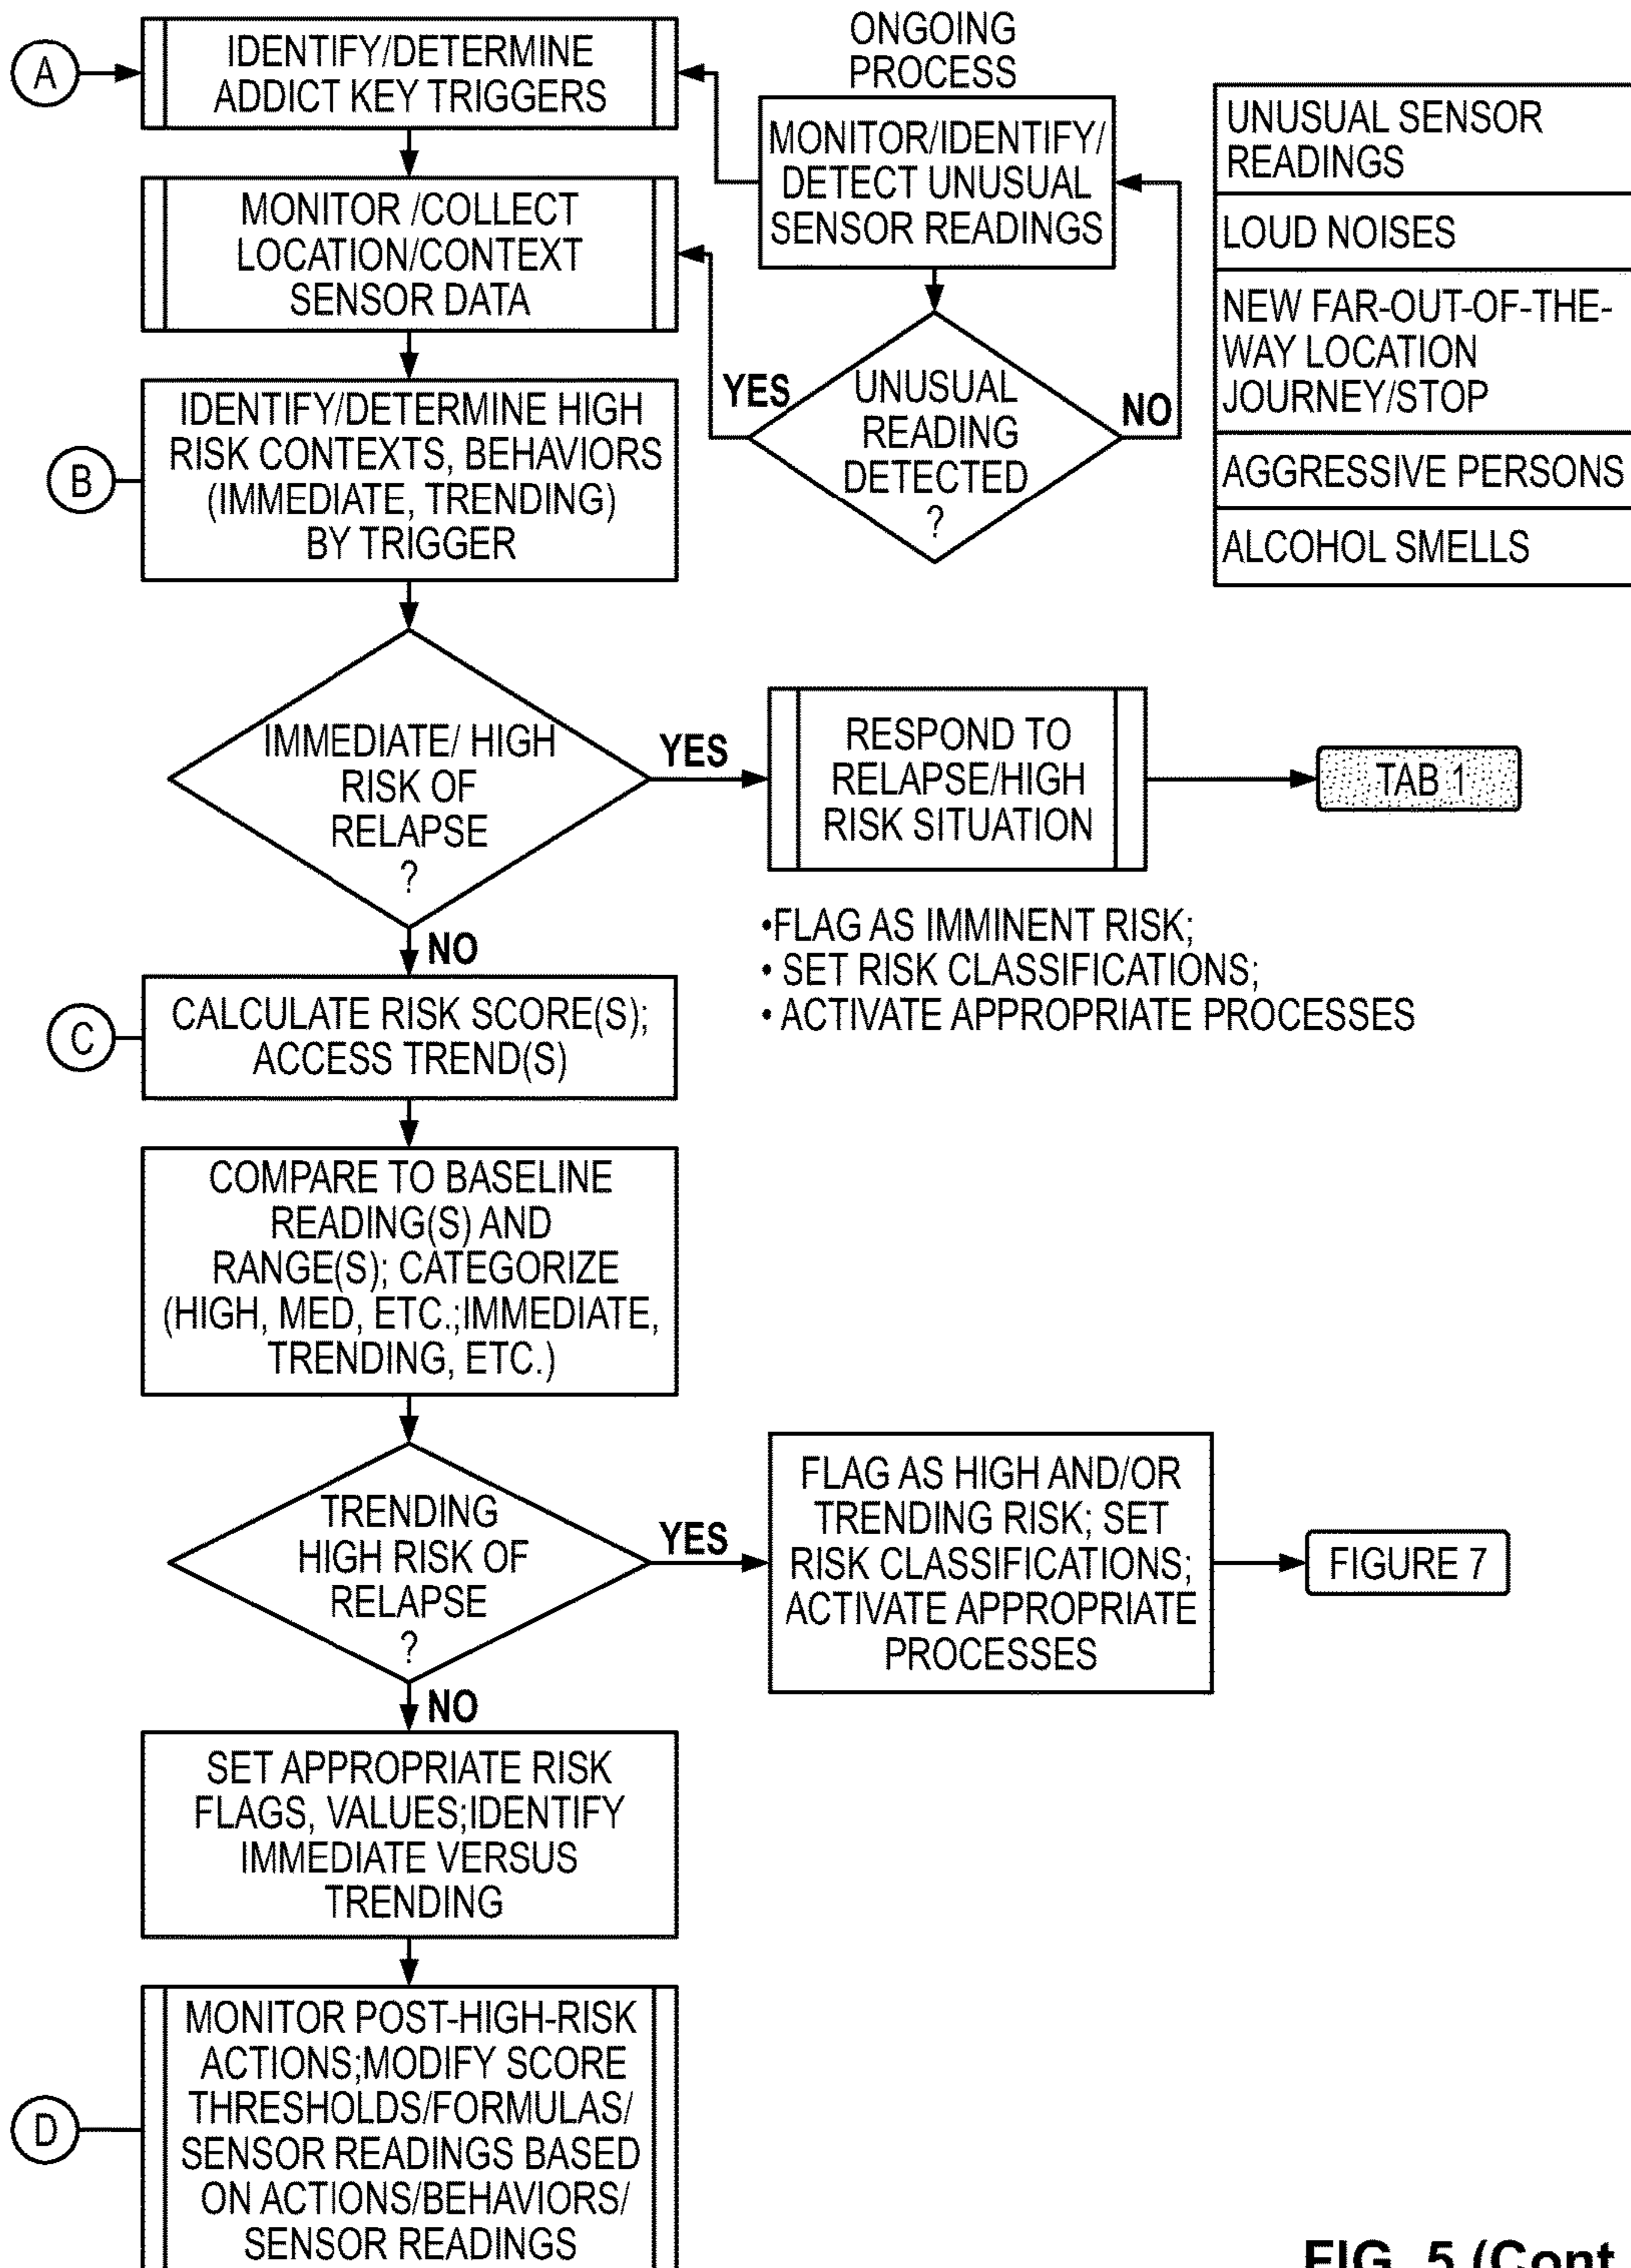 A
IDENTIFY/DETERMINE
ADDICT KEY TRIGGERS
ONGOING
PROCESS
MONITOR/IDENTIFY/
DETECT UNUSUAL
SENSOR READINGS
UNUSUAL SENSOR
READINGS
LOUD NOISES
NEW FAR-OUT-OF-THE-
WAY LOCATION
JOURNEY/STOP
AGGRESSIVE PERSONS
ALCOHOL SMELLS
MONITOR /COLLECT
LOCATION/CONTEXT
SENSOR DATA
YES
UNUSUAL
READING
DETECTED
?
NO
B
IDENTIFY/DETERMINE HIGH
RISK CONTEXTS, BEHAVIORS
(IMMEDIATE, TRENDING)
BY TRIGGER
IMMEDIATE/ HIGH
RISK OF
RELAPSE
?
YES
RESPOND TO
RELAPSE/HIGH
RISK SITUATION
TAB 1
•FLAG AS IMMINENT RISK;
• SET RISK CLASSIFICATIONS;
• ACTIVATE APPROPRIATE PROCESSES
NO
C
CALCULATE RISK SCORE(S);
ACCESS TREND(S)
COMPARE TO BASELINE
READING(S) AND
RANGE(S); CATEGORIZE
(HIGH, MED, ETC.;IMMEDIATE,
TRENDING, ETC.)
TRENDING
HIGH RISK OF
RELAPSE
?
YES
FLAG AS HIGH AND/OR
TRENDING RISK; SET
RISK CLASSIFICATIONS;
ACTIVATE APPROPRIATE
PROCESSES
FIGURE 7
NO
SET APPROPRIATE RISK
FLAGS, VALUES;IDENTIFY
IMMEDIATE VERSUS
TRENDING
D
MONITOR POST-HIGH-RISK
ACTIONS;MODIFY SCORE
THRESHOLDS/FORMULAS/
SENSOR READINGS BASED
ON ACTIONS/BEHAVIORS/
SENSOR READINGS
FIG. 5 (Cont